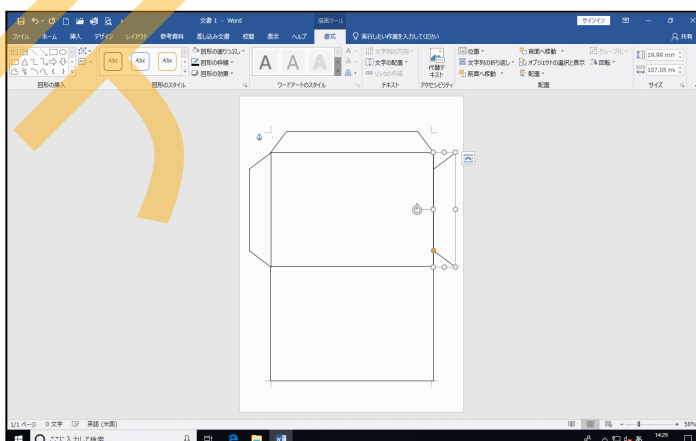 文書 1 - Word
描画ツール
サインイン
ファイル ホーム 挿入 デザイン レイアウト 参考資料 差し込み文書 校閲 表示 ヘルプ 書式 実行したい作業を入力してください 共有
Abc Abc Abc
図形の塗りつぶし
図形の枠線
図形の効果
A A A
文字列の方向
文字の配置
リンクの作成
代替テキスト
位置
文字列の折り返し
前面へ移動
背面へ移動
オブジェクトの選択と表示
配置
グループ化
回転
19.99 mm
107.05 mm
図形の挿入 図形のスタイル ワードアートのスタイル テキスト アクセシビリティ 配置 サイズ
1/1 ページ 0 文字 英語 (米国)
58%
ここに入力して検索
あ
14:29